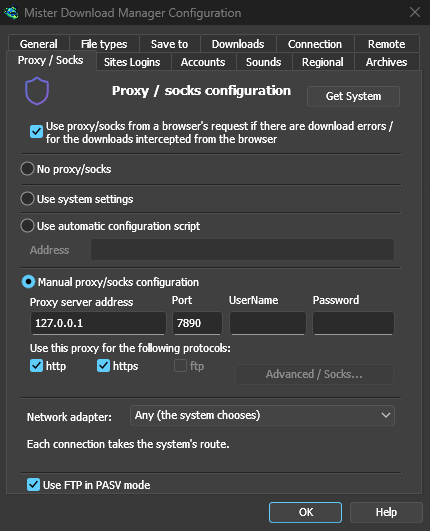 Mister Download Manager Configuration
General File types Save to Downloads Connection Remote
Proxy / Socks Sites Logins Accounts Sounds Regional Archives
Proxy / socks configuration
Get System
Use proxy/socks from a browser's request if there are download errors /
for the downloads intercepted from the browser
No proxy/socks
Use system settings
Use automatic configuration script
Address
Manual proxy/socks configuration
Proxy server address Port UserName Password
127.0.0.1 7890
Use this proxy for the following protocols:
http https ftp
Advanced / Socks...
Network adapter: Any (the system chooses)
Each connection takes the system's route.
Use FTP in PASV mode
OK Help